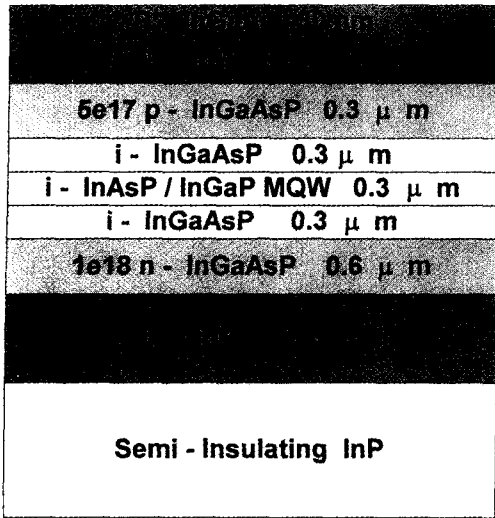 5e17 p - InGaAsP 0.3 μ m
i - InGaAsP 0.3 μ m
i - InAsP / InGaP MQW 0.3 μ m
i - InGaAsP 0.3 μ m
1e18 n - InGaAsP 0.6 μ m
Semi - Insulating InP